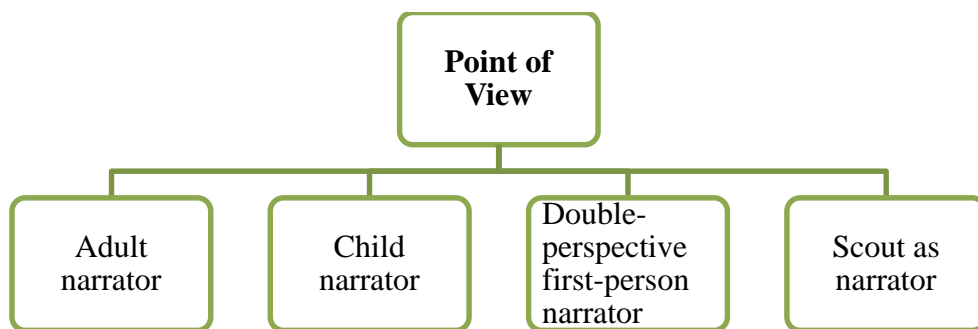 Point of
View
Adult
narrator
Child
narrator
Double-
perspective
first-person
narrator
Scout as
narrator